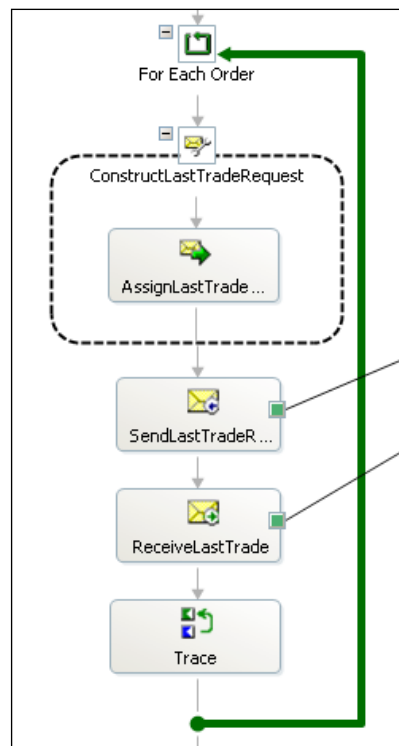 For Each Order
ConstructLastTradeRequest
AssignLastTrade ...
SendLastTradeR ...
ReceiveLastTrade
Trace